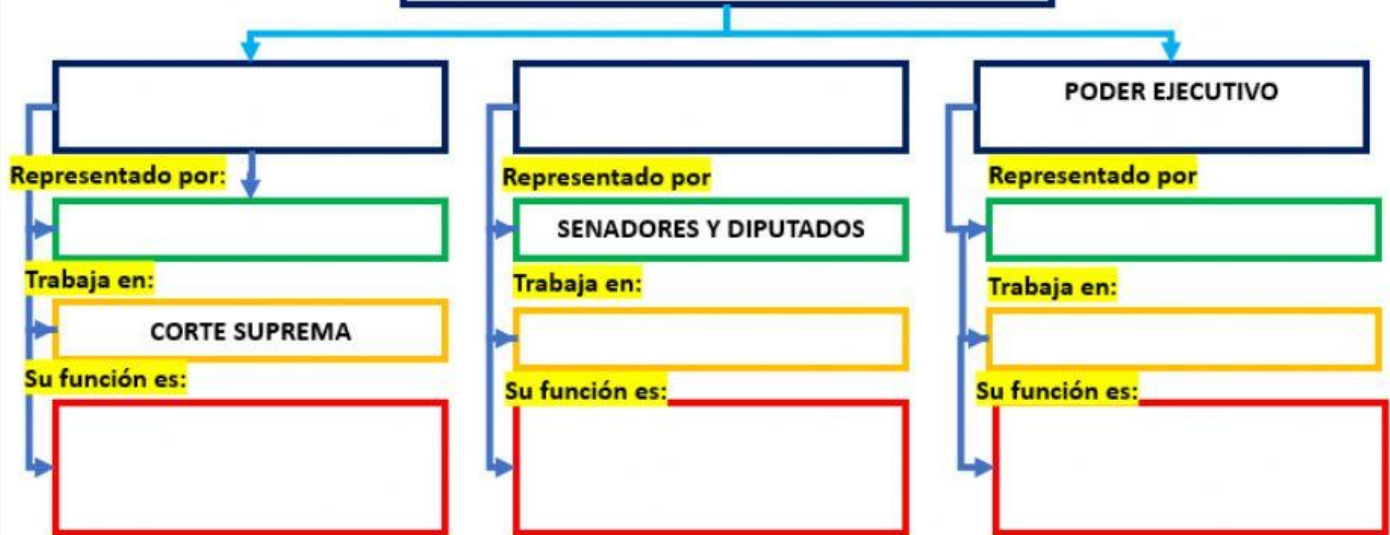 PODER EJECUTIVO
Representado por:
Representado por
Representado por
SENADORES Y DIPUTADOS
Trabaja en:
Trabaja en:
Trabaja en:
CORTE SUPREMA
Su función es:
Su función es:
Su función es: